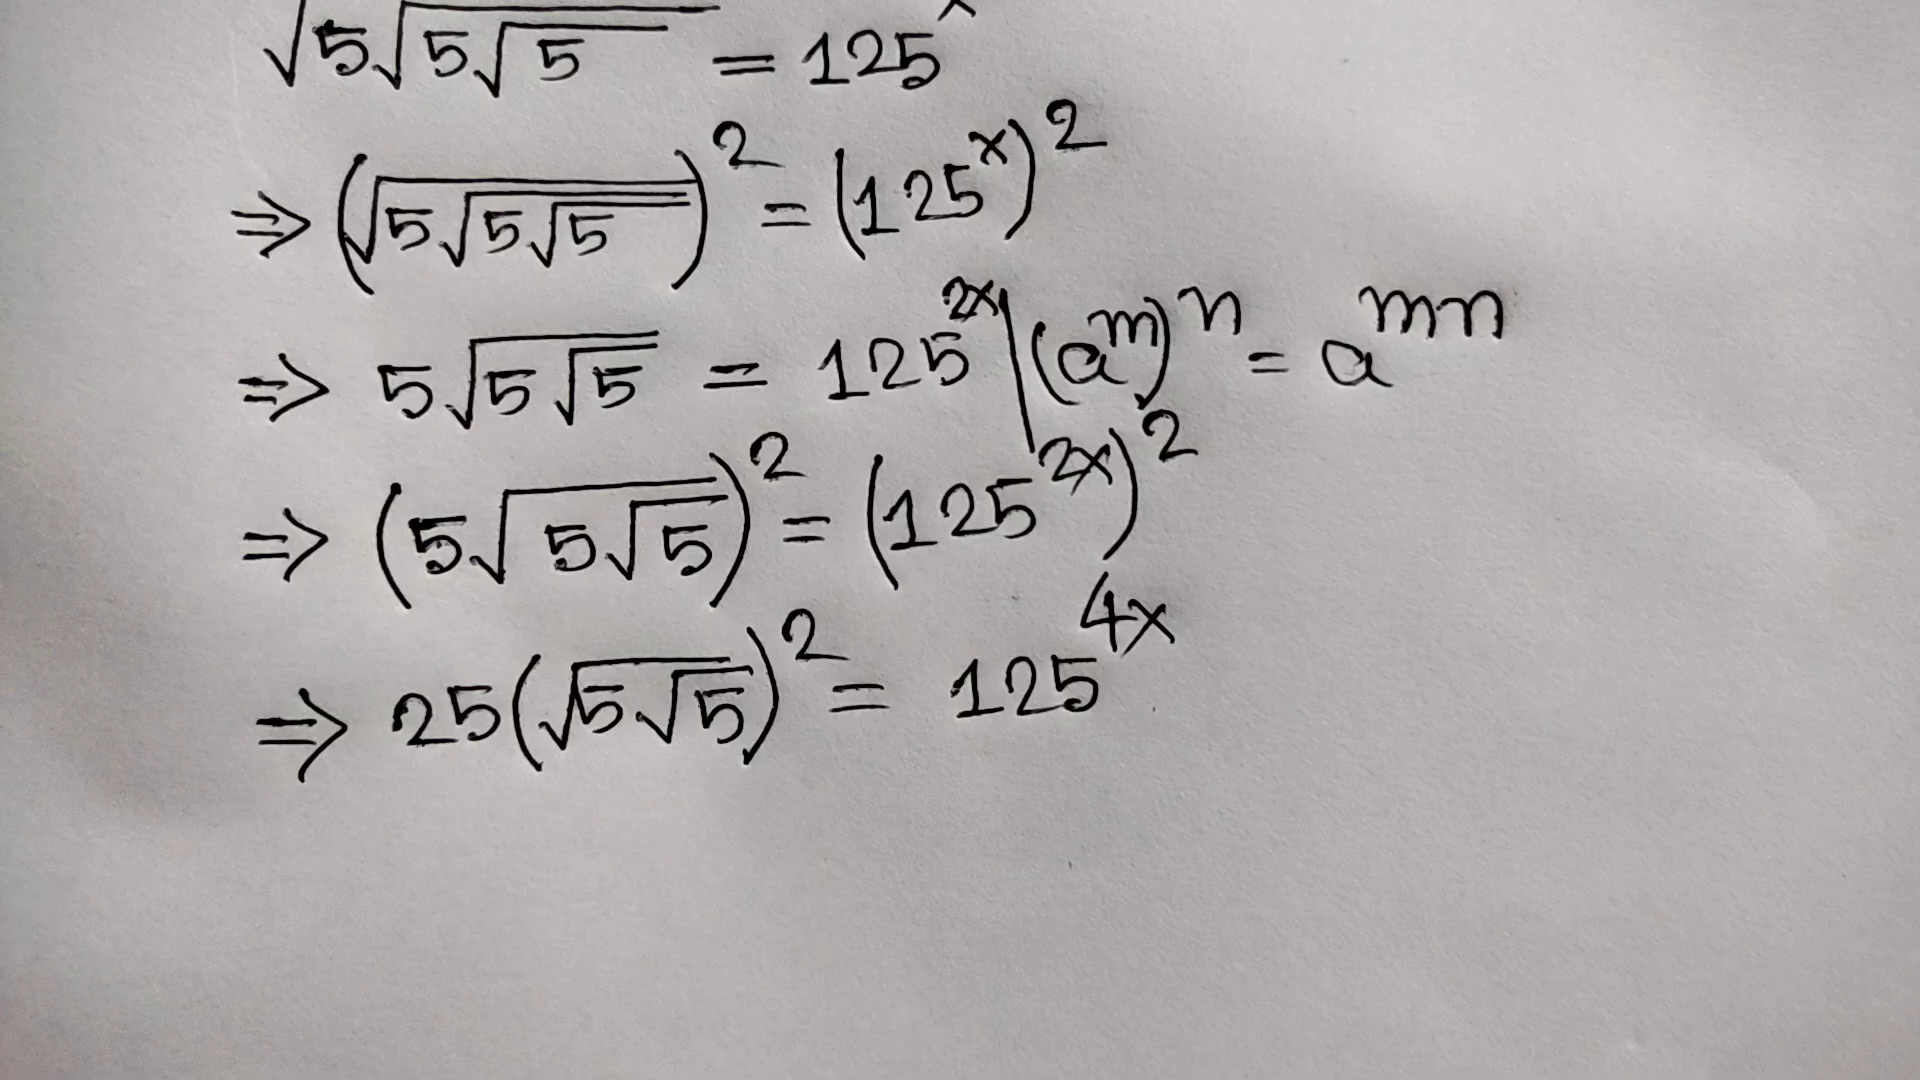 √5√5√5 = 125^x
⇒ (√5√5√5)^2 = (125^x)^2
⇒ 5√5√5 = 125^2x | (a^m)^n = a^mn
⇒ (5√5√5)^2 = (125^2x)^2
⇒ 25(√5√5)^2 = 125^4x